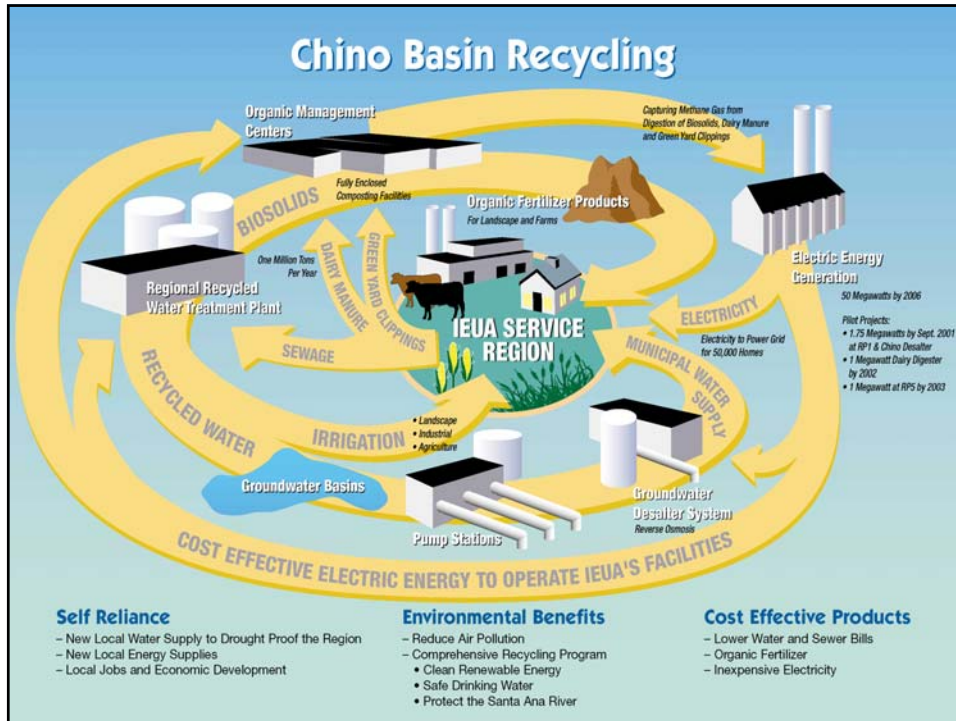 Chino Basin Recycling
Organic Management
Centers
Capturing Methane Gas from
Digestion of Biosolids, Dairy Manure
and Green Yard Clippings
Fully Enclosed
Composting Facilities
Organic Fertilizer Products
For Landscape and Farms
BIOSOLIDS
DAIRY MANURE
GREEN YARD CLIPPINGS
One Million Tons
Per Year
Regional Recycled
Water Treatment Plant
Electric Energy
Generation
50 Megawatts by 2006
Pilot Projects:
• 1.75 Megawatts by Sept. 2001
at RP1 & Chino Desalter
• 1 Megawatt Dairy Digester
by 2002
• 1 Megawatt at RP5 by 2003
ELECTRICITY
Electricity to Power Grid
for 50,000 Homes
IEUA SERVICE
REGION
SEWAGE
MUNICIPAL WATER
SUPPLY
RECYCLED WATER
IRRIGATION
• Landscape
• Industrial
• Agriculture
Groundwater Basins
Pump Stations
Groundwater
Desalter System
Reverse Osmosis
COST EFFECTIVE ELECTRIC ENERGY TO OPERATE IEUA'S FACILITIES
Self Reliance
– New Local Water Supply to Drought Proof the Region
– New Local Energy Supplies
– Local Jobs and Economic Development
Environmental Benefits
– Reduce Air Pollution
– Comprehensive Recycling Program
• Clean Renewable Energy
• Safe Drinking Water
• Protect the Santa Ana River
Cost Effective Products
– Lower Water and Sewer Bills
– Organic Fertilizer
– Inexpensive Electricity